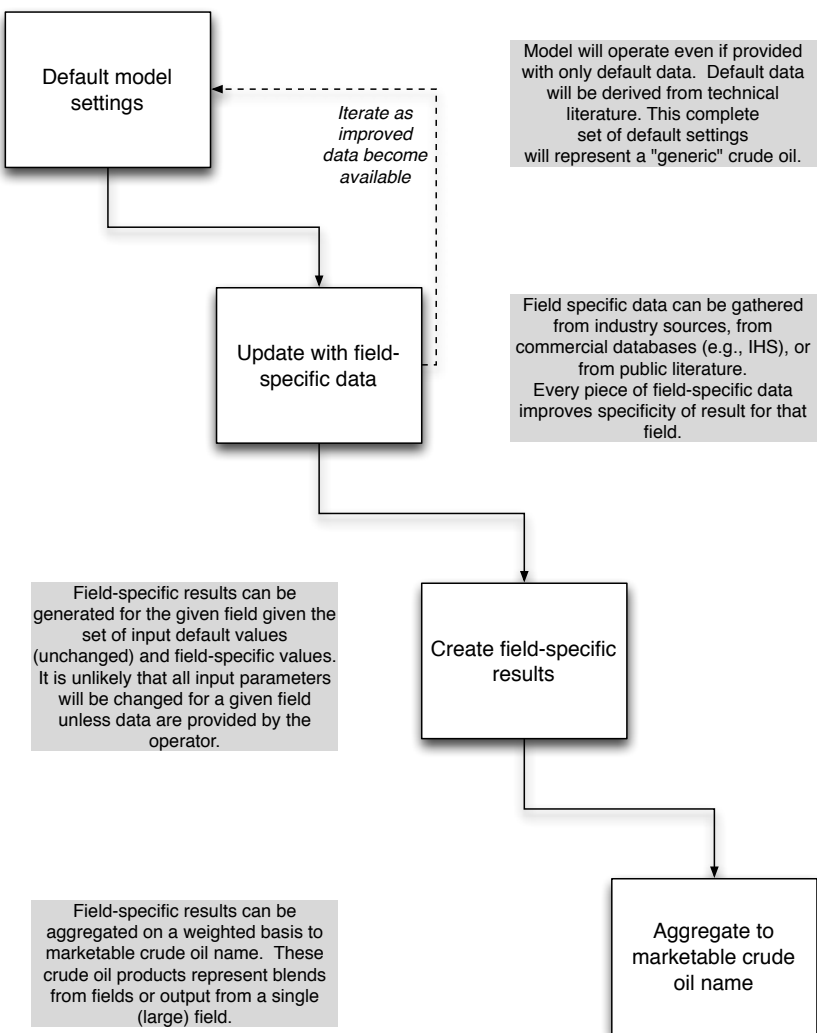 Default model
settings
Iterate as
improved
data become
available
Model will operate even if provided
with only default data.  Default data
will be derived from technical
literature. This complete
set of default settings
will represent a "generic" crude oil.
Update with field-
specific data
Field specific data can be gathered
from industry sources, from
commercial databases (e.g., IHS), or
from public literature.
Every piece of field-specific data
improves specificity of result for that
field.
Field-specific results can be
generated for the given field given the
set of input default values
(unchanged) and field-specific values.
It is unlikely that all input parameters
will be changed for a given field
unless data are provided by the
operator.
Create field-specific
results
Field-specific results can be
aggregated on a weighted basis to
marketable crude oil name.  These
crude oil products represent blends
from fields or output from a single
(large) field.
Aggregate to
marketable crude
oil name